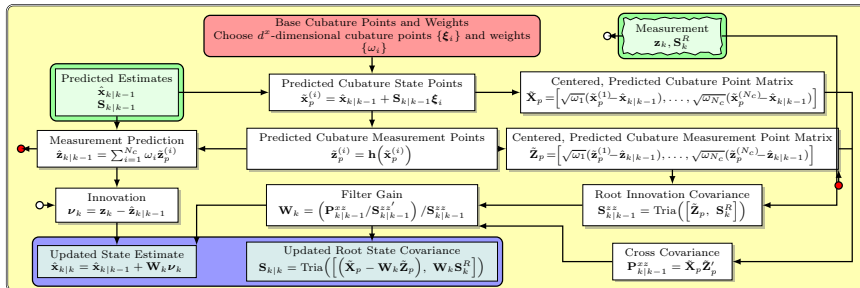 Base Cubature Points and Weights
Choose d^x-dimensional cubature points {ξ_i} and weights
{ω_i}
Measurement
z_k, S_k^R
Predicted Estimates
x̂_{k|k−1}
S_{k|k−1}
Predicted Cubature State Points
x̃_p^{(i)} = x̂_{k|k−1} + S_{k|k−1}ξ_i
Centered, Predicted Cubature Point Matrix
X̃_p = [√ω_1(x̃_p^{(1)}−x̂_{k|k−1}), . . . , √ω_{N_c}(x̃_p^{(N_c)}−x̂_{k|k−1})]
Measurement Prediction
ẑ_{k|k−1} = ∑_{i=1}^{N_c} ω_i z̃_p^{(i)}
Predicted Cubature Measurement Points
z̃_p^{(i)} = h(x̃_p^{(i)})
Centered, Predicted Cubature Measurement Point Matrix
Z̃_p = [√ω_1(z̃_p^{(1)}−ẑ_{k|k−1}), . . . , √ω_{N_c}(z̃_p^{(N_c)}−ẑ_{k|k−1})]
Innovation
ν_k = z_k − ẑ_{k|k−1}
Filter Gain
W_k = (P_{k|k−1}^{xz}/S_{k|k−1}^{zz′}) /S_{k|k−1}^{zz}
Root Innovation Covariance
S_{k|k−1}^{zz} = Tria([Z̃_p, S_k^R])
Updated State Estimate
x̂_{k|k} = x̂_{k|k−1} + W_kν_k
Updated Root State Covariance
S_{k|k} = Tria([(X̃_p − W_kZ̃_p), W_kS_k^R])
Cross Covariance
P_{k|k−1}^{xz} = X̃_pZ̃′_p